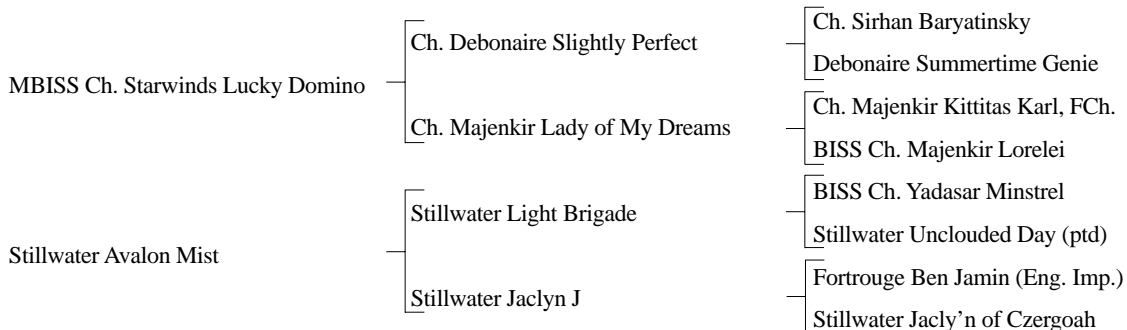 Ch. Sirhan Baryatinsky
Ch. Debonaire Slightly Perfect
Debonaire Summertime Genie
MBISS Ch. Starwinds Lucky Domino
Ch. Majenkir Kittitas Karl, FCh.
Ch. Majenkir Lady of My Dreams
BISS Ch. Majenkir Lorelei
BISS Ch. Yadasar Minstrel
Stillwater Light Brigade
Stillwater Unclouded Day (ptd)
Stillwater Avalon Mist
Fortrouge Ben Jamin (Eng. Imp.)
Stillwater Jaclyn J
Stillwater Jacly’n of Czergoah